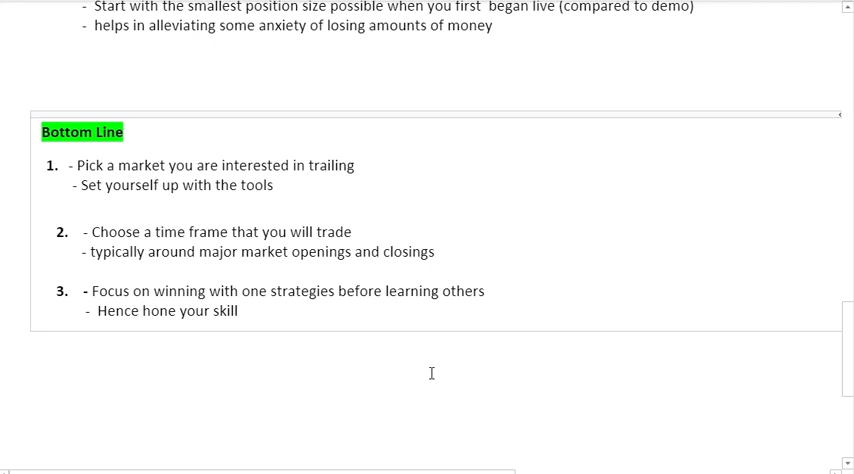 - Start with the smallest position size possible when you first began live (compared to demo)
- helps in alleviating some anxiety of losing amounts of money
Bottom Line
1. - Pick a market you are interested in trailing
- Set yourself up with the tools
2. - Choose a time frame that you will trade
- typically around major market openings and closings
3. - Focus on winning with one strategies before learning others
- Hence hone your skill